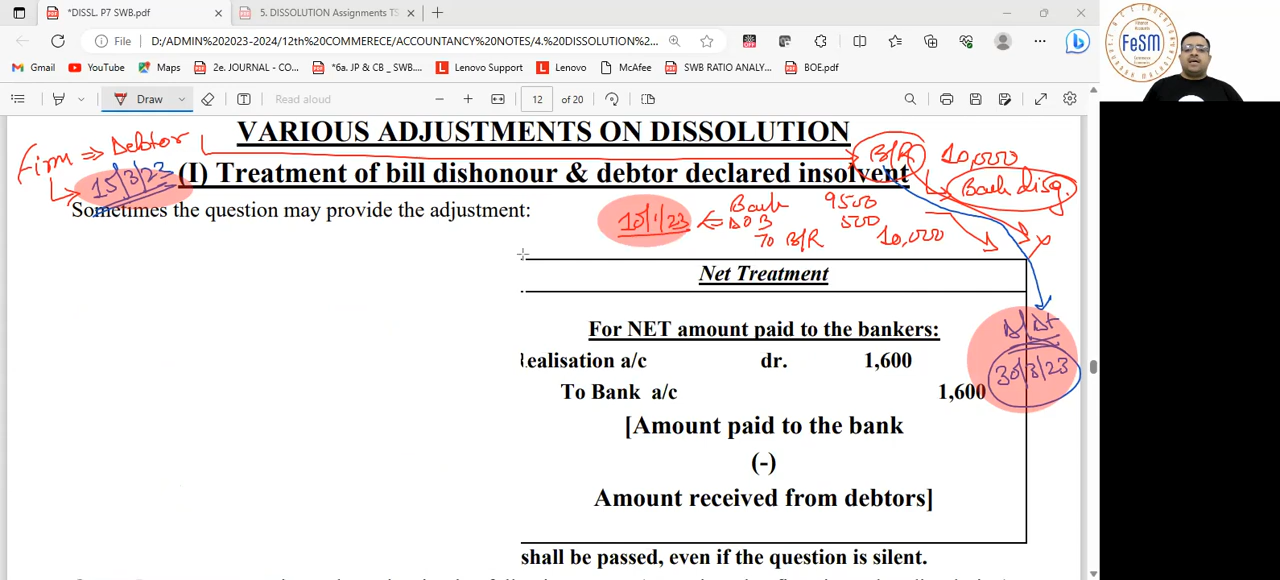 *DISSL. P7 SWB.pdf
5. DISSOLUTION Assignments TS
File
D:/ADMIN%202023-2024/12th%20COMMERECE/ACCOUNTANCE%20NOTES/4.%20DISSOLUTION%2...
Gmail
YouTube
Maps
2e. JOURNAL - CO...
*6a. JP & CB _ SWB....
Lenovo Support
Lenovo
McAfee
SWB RATIO ANALY...
BOE.pdf
Draw
Read aloud
12
of 20
FeSM
VARIOUS ADJUSTMENTS ON DISSOLUTION
Firm ⇒ Debtor
B/R 10,000
15/3/23
(I) Treatment of bill dishonour & debtor declared insolvent
Bank disc.
Sometimes the question may provide the adjustment:
10/1/23
Bank 9500
500
To B/R 10,000
Net Treatment
For NET amount paid to the bankers:
ealisation a/c dr. 1,600
To Bank a/c 1,600
30/3/23
[Amount paid to the bank
(-)
Amount received from debtors]
shall be passed, even if the question is silent.